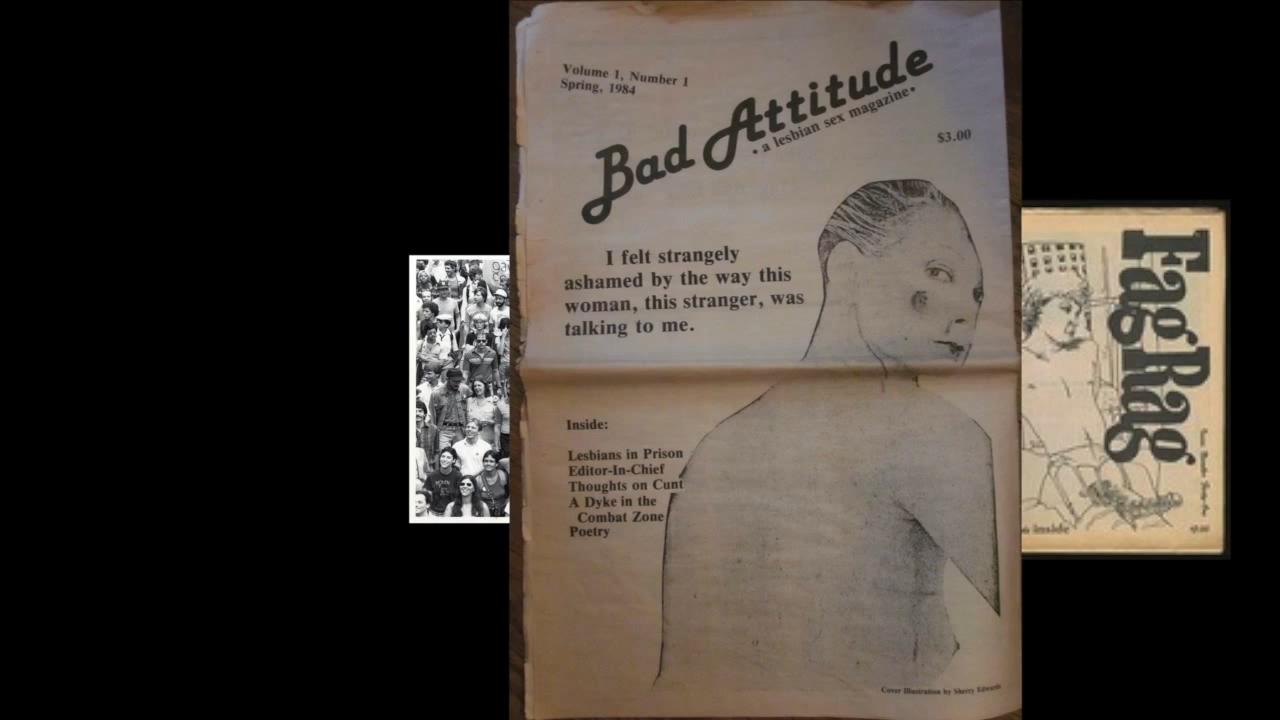 Volume 1, Number 1
Spring, 1984
Bad Attitude
• a lesbian sex magazine •
$3.00
I felt strangely
ashamed by the way this
woman, this stranger, was
talking to me.
Inside:
Lesbians in Prison
Editor-In-Chief
Thoughts on Cunt
A Dyke in the
Combat Zone
Poetry
Cover Illustration by Sherry Edwards
Fag Rag
inside